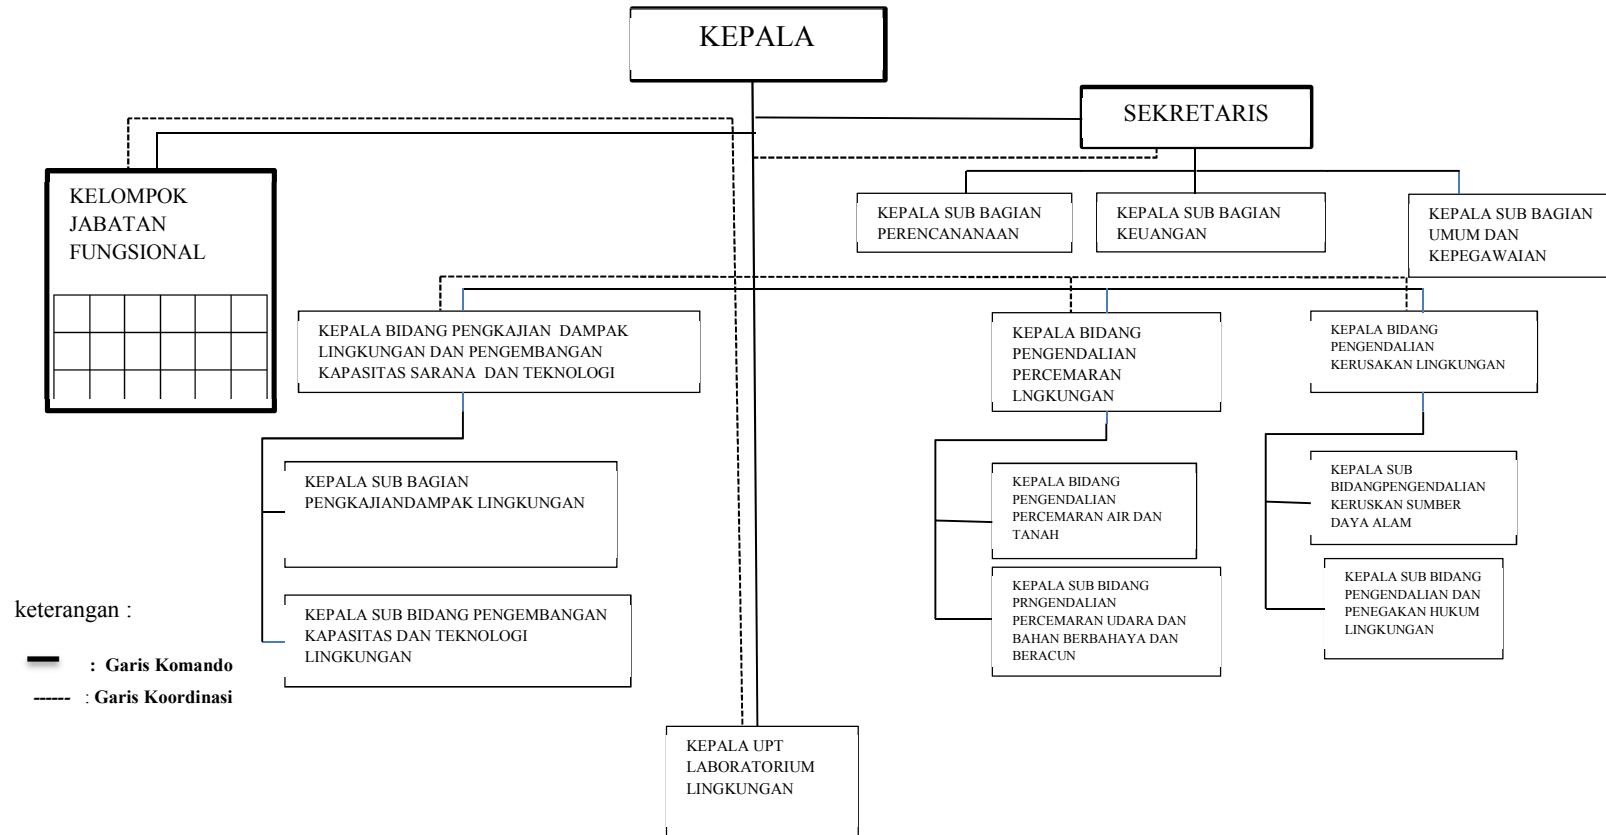 KEPALA
SEKRETARIS
KELOMPOK
JABATAN
FUNGSIONAL
KEPALA SUB BAGIAN
PERENCANANAAN
KEPALA SUB BAGIAN
KEUANGAN
KEPALA SUB BAGIAN
UMUM DAN
KEPEGAWAIAN
KEPALA BIDANG PENGKAJIAN DAMPAK
LINGKUNGAN DAN PENGEMBANGAN
KAPASITAS SARANA DAN TEKNOLOGI
KEPALA BIDANG
PENGENDALIAN
PERCEMARAN
LNGKUNGAN
KEPALA BIDANG
PENGENDALIAN
KERUSAKAN LINGKUNGAN
KEPALA SUB BAGIAN
PENGKAJIANDAMPAK LINGKUNGAN
KEPALA BIDANG
PENGENDALIAN
PERCEMARAN AIR DAN
TANAH
KEPALA SUB
BIDANGPENGENDALIAN
KERUSKAN SUMBER
DAYA ALAM
KEPALA SUB BIDANG PENGEMBANGAN
KAPASITAS DAN TEKNOLOGI
LINGKUNGAN
KEPALA SUB BIDANG
PRNGENDALIAN
PERCEMARAN UDARA DAN
BAHAN BERBAHAYA DAN
BERACUN
KEPALA SUB BIDANG
PENGENDALIAN DAN
PENEGAKAN HUKUM
LINGKUNGAN
keterangan :
: Garis Komando
------ : Garis Koordinasi
KEPALA UPT
LABORATORIUM
LINGKUNGAN